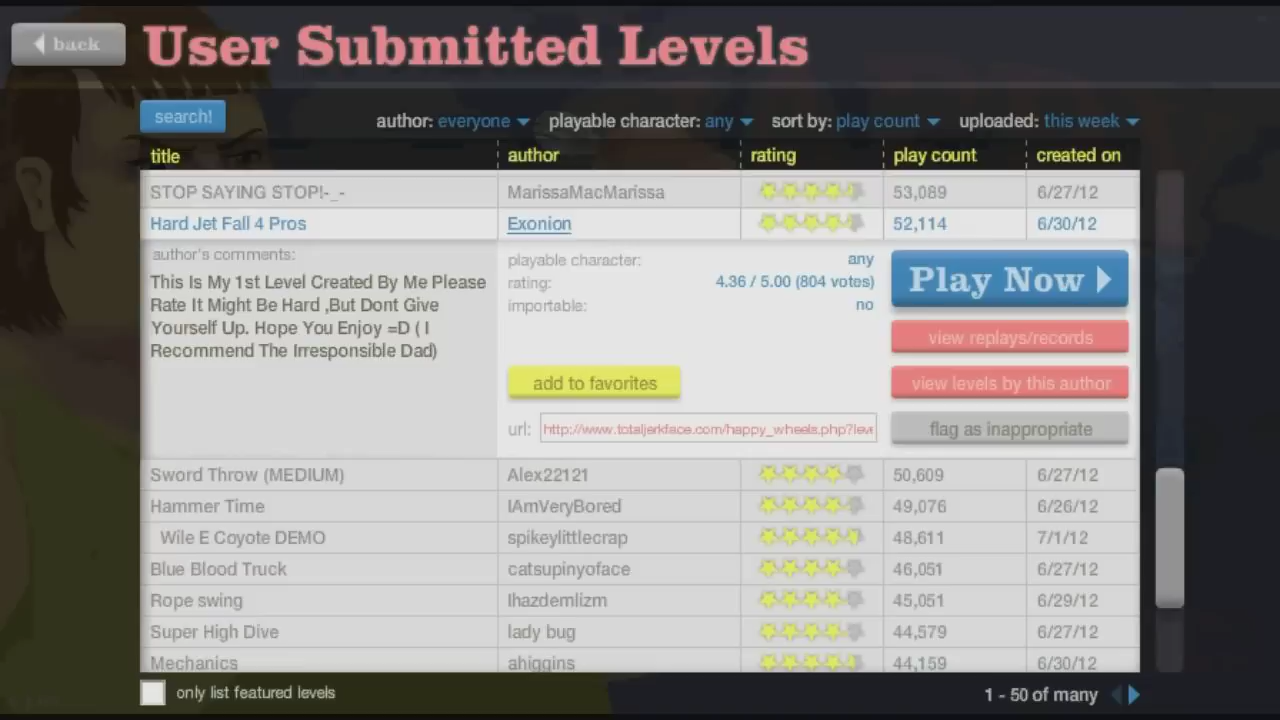 back
User Submitted Levels
search!
author: everyone playable character: any sort by: play count uploaded: this week
title author rating play count created on
STOP SAYING STOP!-_- MarissaMacMarissa 53,089 6/27/12
Hard Jet Fall 4 Pros Exonion 52,114 6/30/12
author's comments:
This Is My 1st Level Created By Me Please
Rate It Might Be Hard ,But Dont Give
Yourself Up. Hope You Enjoy =D ( I
Recommend The Irresponsible Dad)
playable character: any
rating: 4.36 / 5.00 (804 votes)
importable: no
add to favorites
url: http://www.totaljerkface.com/happy_wheels.php?leve
Play Now
view replays/records
view levels by this author
flag as inappropriate
Sword Throw (MEDIUM) Alex22121 50,609 6/27/12
Hammer Time IAmVeryBored 49,076 6/26/12
Wile E Coyote DEMO spikeylittlecrap 48,611 7/1/12
Blue Blood Truck catsupinyoface 46,051 6/27/12
Rope swing Ihazdemlizm 45,051 6/29/12
Super High Dive lady bug 44,579 6/27/12
Mechanics ahiggins 44,159 6/30/12
only list featured levels 1 - 50 of many